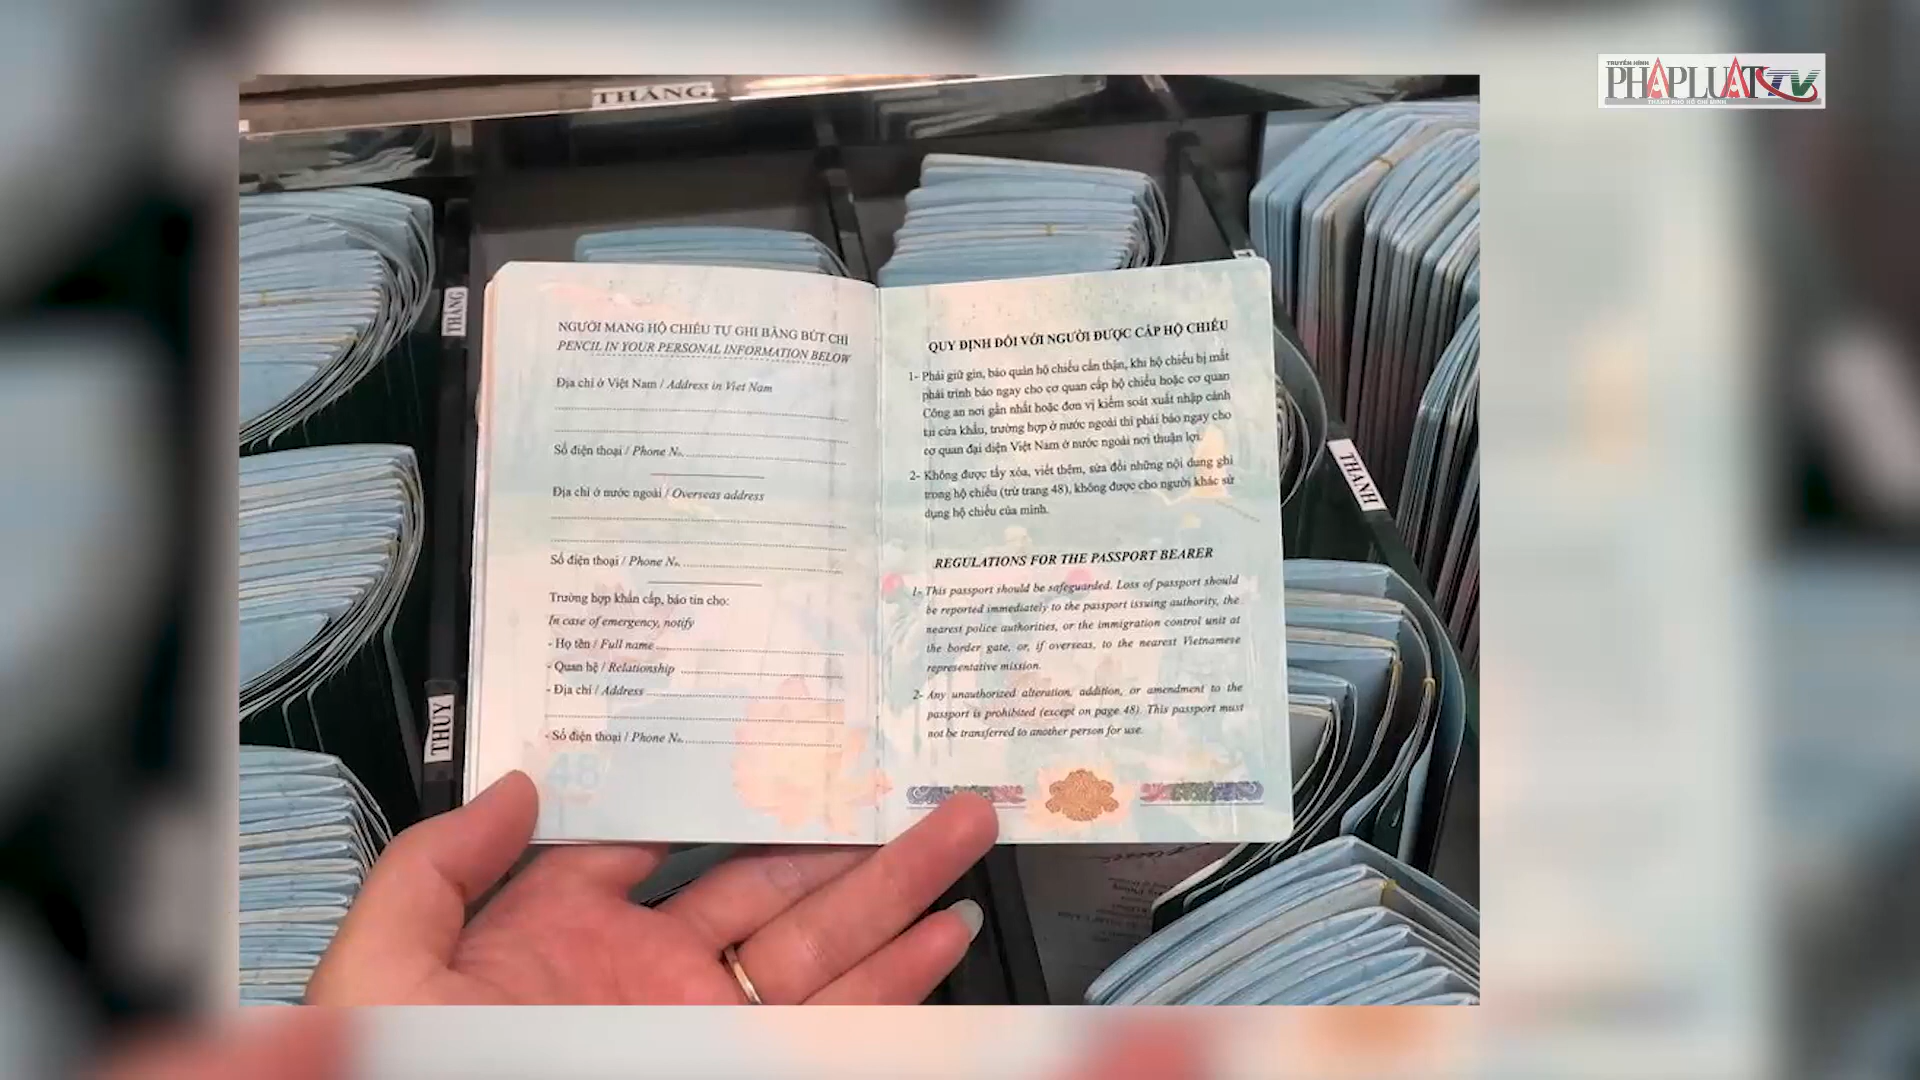 TRUYỀN HÌNH
PHÁPLUẬT TV
THÀNH PHỐ HỒ CHÍ MINH
THẮNG
THẮNG
THANH
THUY
NGƯỜI MANG HỘ CHIẾU TỰ GHI BẰNG BÚT CHÌ
PENCIL IN YOUR PERSONAL INFORMATION BELOW
Địa chỉ ở Việt Nam / Address in Viet Nam
Số điện thoại / Phone No.
Địa chỉ ở nước ngoài / Overseas address
Số điện thoại / Phone No.
Trường hợp khẩn cấp, báo tin cho:
In case of emergency, notify
- Họ tên / Full name
- Quan hệ / Relationship
- Địa chỉ / Address
- Số điện thoại / Phone No.
48
QUY ĐỊNH ĐỐI VỚI NGƯỜI ĐƯỢC CẤP HỘ CHIẾU
1- Phải giữ gìn, bảo quản hộ chiếu cẩn thận, khi hộ chiếu bị mất
phải trình báo ngay cho cơ quan cấp hộ chiếu hoặc cơ quan
Công an nơi gần nhất hoặc đơn vị kiểm soát xuất nhập cảnh
tại cửa khẩu, trường hợp ở nước ngoài thì phải báo ngay cho
cơ quan đại diện Việt Nam ở nước ngoài nơi thuận lợi.
2- Không được tẩy xóa, viết thêm, sửa đổi những nội dung ghi
trong hộ chiếu (trừ trang 48), không được cho người khác sử
dụng hộ chiếu của mình.
REGULATIONS FOR THE PASSPORT BEARER
1- This passport should be safeguarded. Loss of passport should
be reported immediately to the passport issuing authority, the
nearest police authorities, or the immigration control unit at
the border gate, or, if overseas, to the nearest Vietnamese
representative mission.
2- Any unauthorized alteration, addition, or amendment to the
passport is prohibited (except on page 48). This passport must
not be transferred to another person for use.